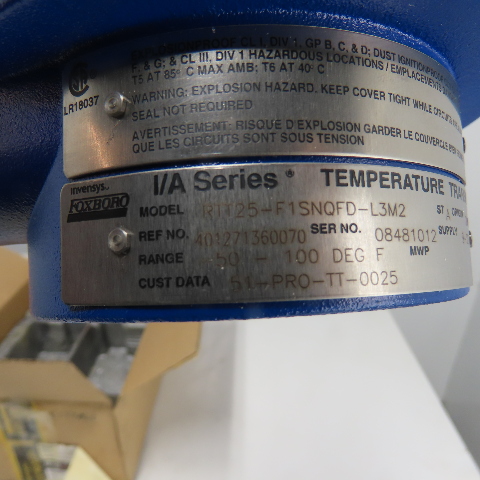 CL I, DIV 1, GP B, C, & D; DUST IGNITION
& G; & CL III, DIV 1 HAZARDOUS LOCATIONS / EMPLACEMENTS
T5 AT 85° C MAX AMB: T6 AT 40° C
LR18037
WARNING: EXPLOSION HAZARD. KEEP COVER TIGHT WHILE
SEAL NOT REQUIRED
AVERTISSEMENT: RISQUE D'EXPLOSION GARDER LE COUVERCLE
QUE LES CIRCUITS SONT SOUS TENSION
invensys
FOXBORO
I/A Series ® TEMPERATURE TRA
MODEL RTT25-F1SNQFD-L3M2 ST
REF NO. 401271360070 SER NO. 08481012 SUPPLY
RANGE 50 - 100 DEG F MWP
CUST DATA 51-PRO-TT-0025